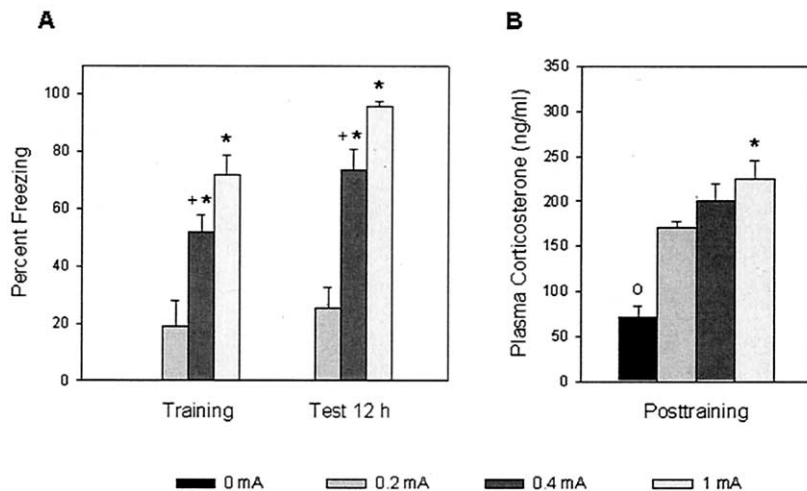 A
Percent Freezing
100
80
60
40
20
0
*
+*
*
+*
Training
Test 12 h
B
Plasma Corticosterone (ng/ml)
350
300
250
200
150
100
50
0
*
o
Posttraining
0 mA
0.2 mA
0.4 mA
1 mA